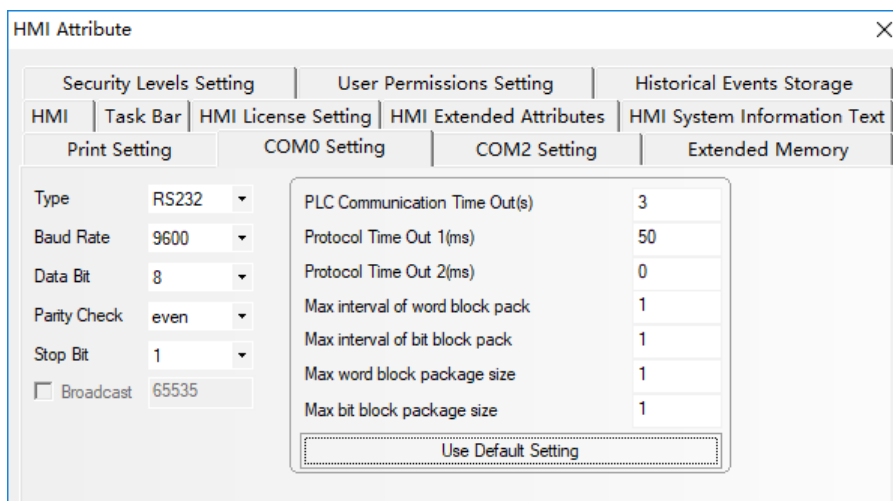 HMI Attribute
Security Levels Setting User Permissions Setting Historical Events Storage
HMI Task Bar HMI License Setting HMI Extended Attributes HMI System Information Text
Print Setting COM0 Setting COM2 Setting Extended Memory
Type RS232
Baud Rate 9600
Data Bit 8
Parity Check even
Stop Bit 1
Broadcast 65535
PLC Communication Time Out(s) 3
Protocol Time Out 1(ms) 50
Protocol Time Out 2(ms) 0
Max interval of word block pack 1
Max interval of bit block pack 1
Max word block package size 1
Max bit block package size 1
Use Default Setting